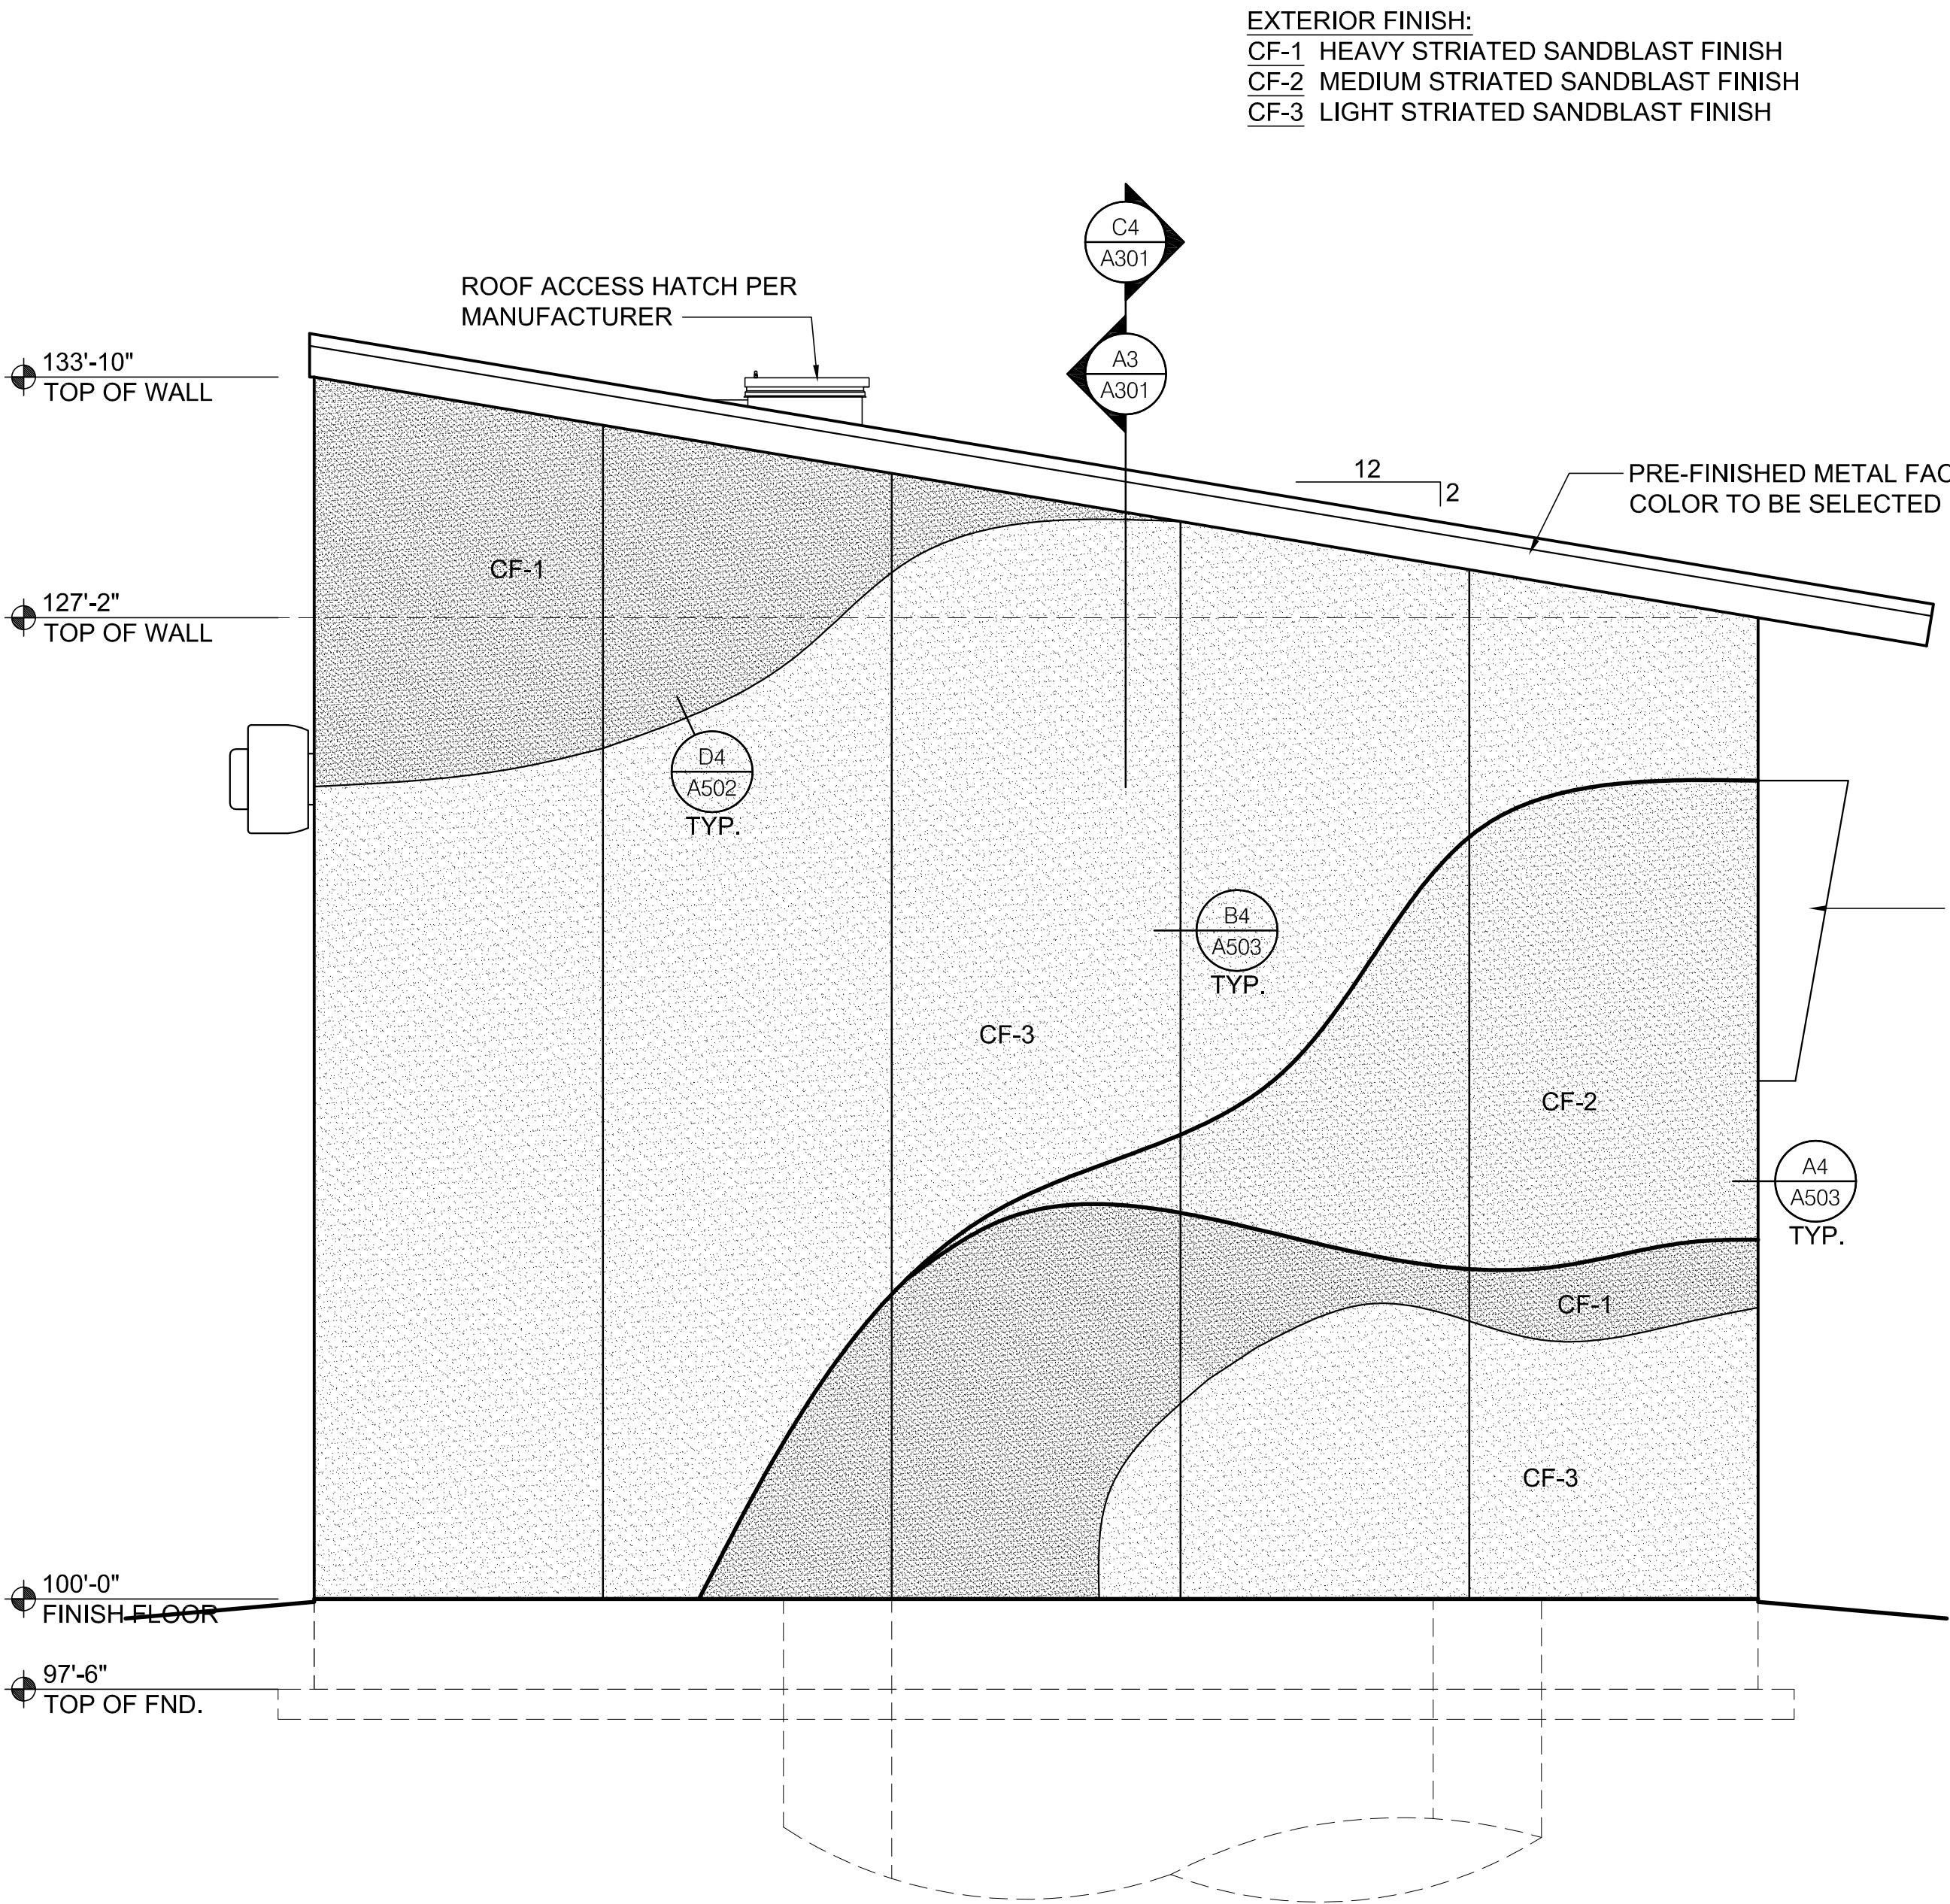 EXTERIOR FINISH:
CF-1 HEAVY STRIATED SANDBLAST FINISH
CF-2 MEDIUM STRIATED SANDBLAST FINISH
CF-3 LIGHT STRIATED SANDBLAST FINISH
C4
A301
ROOF ACCESS HATCH PER
MANUFACTURER
A3
A301
133'-10"
TOP OF WALL
12
2
PRE-FINISHED METAL FAC
COLOR TO BE SELECTED
CF-1
127'-2"
TOP OF WALL
D4
A502
TYP.
B4
A503
TYP.
CF-3
CF-2
A4
A503
TYP.
CF-1
CF-3
100'-0"
FINISH FLOOR
97'-6"
TOP OF FND.